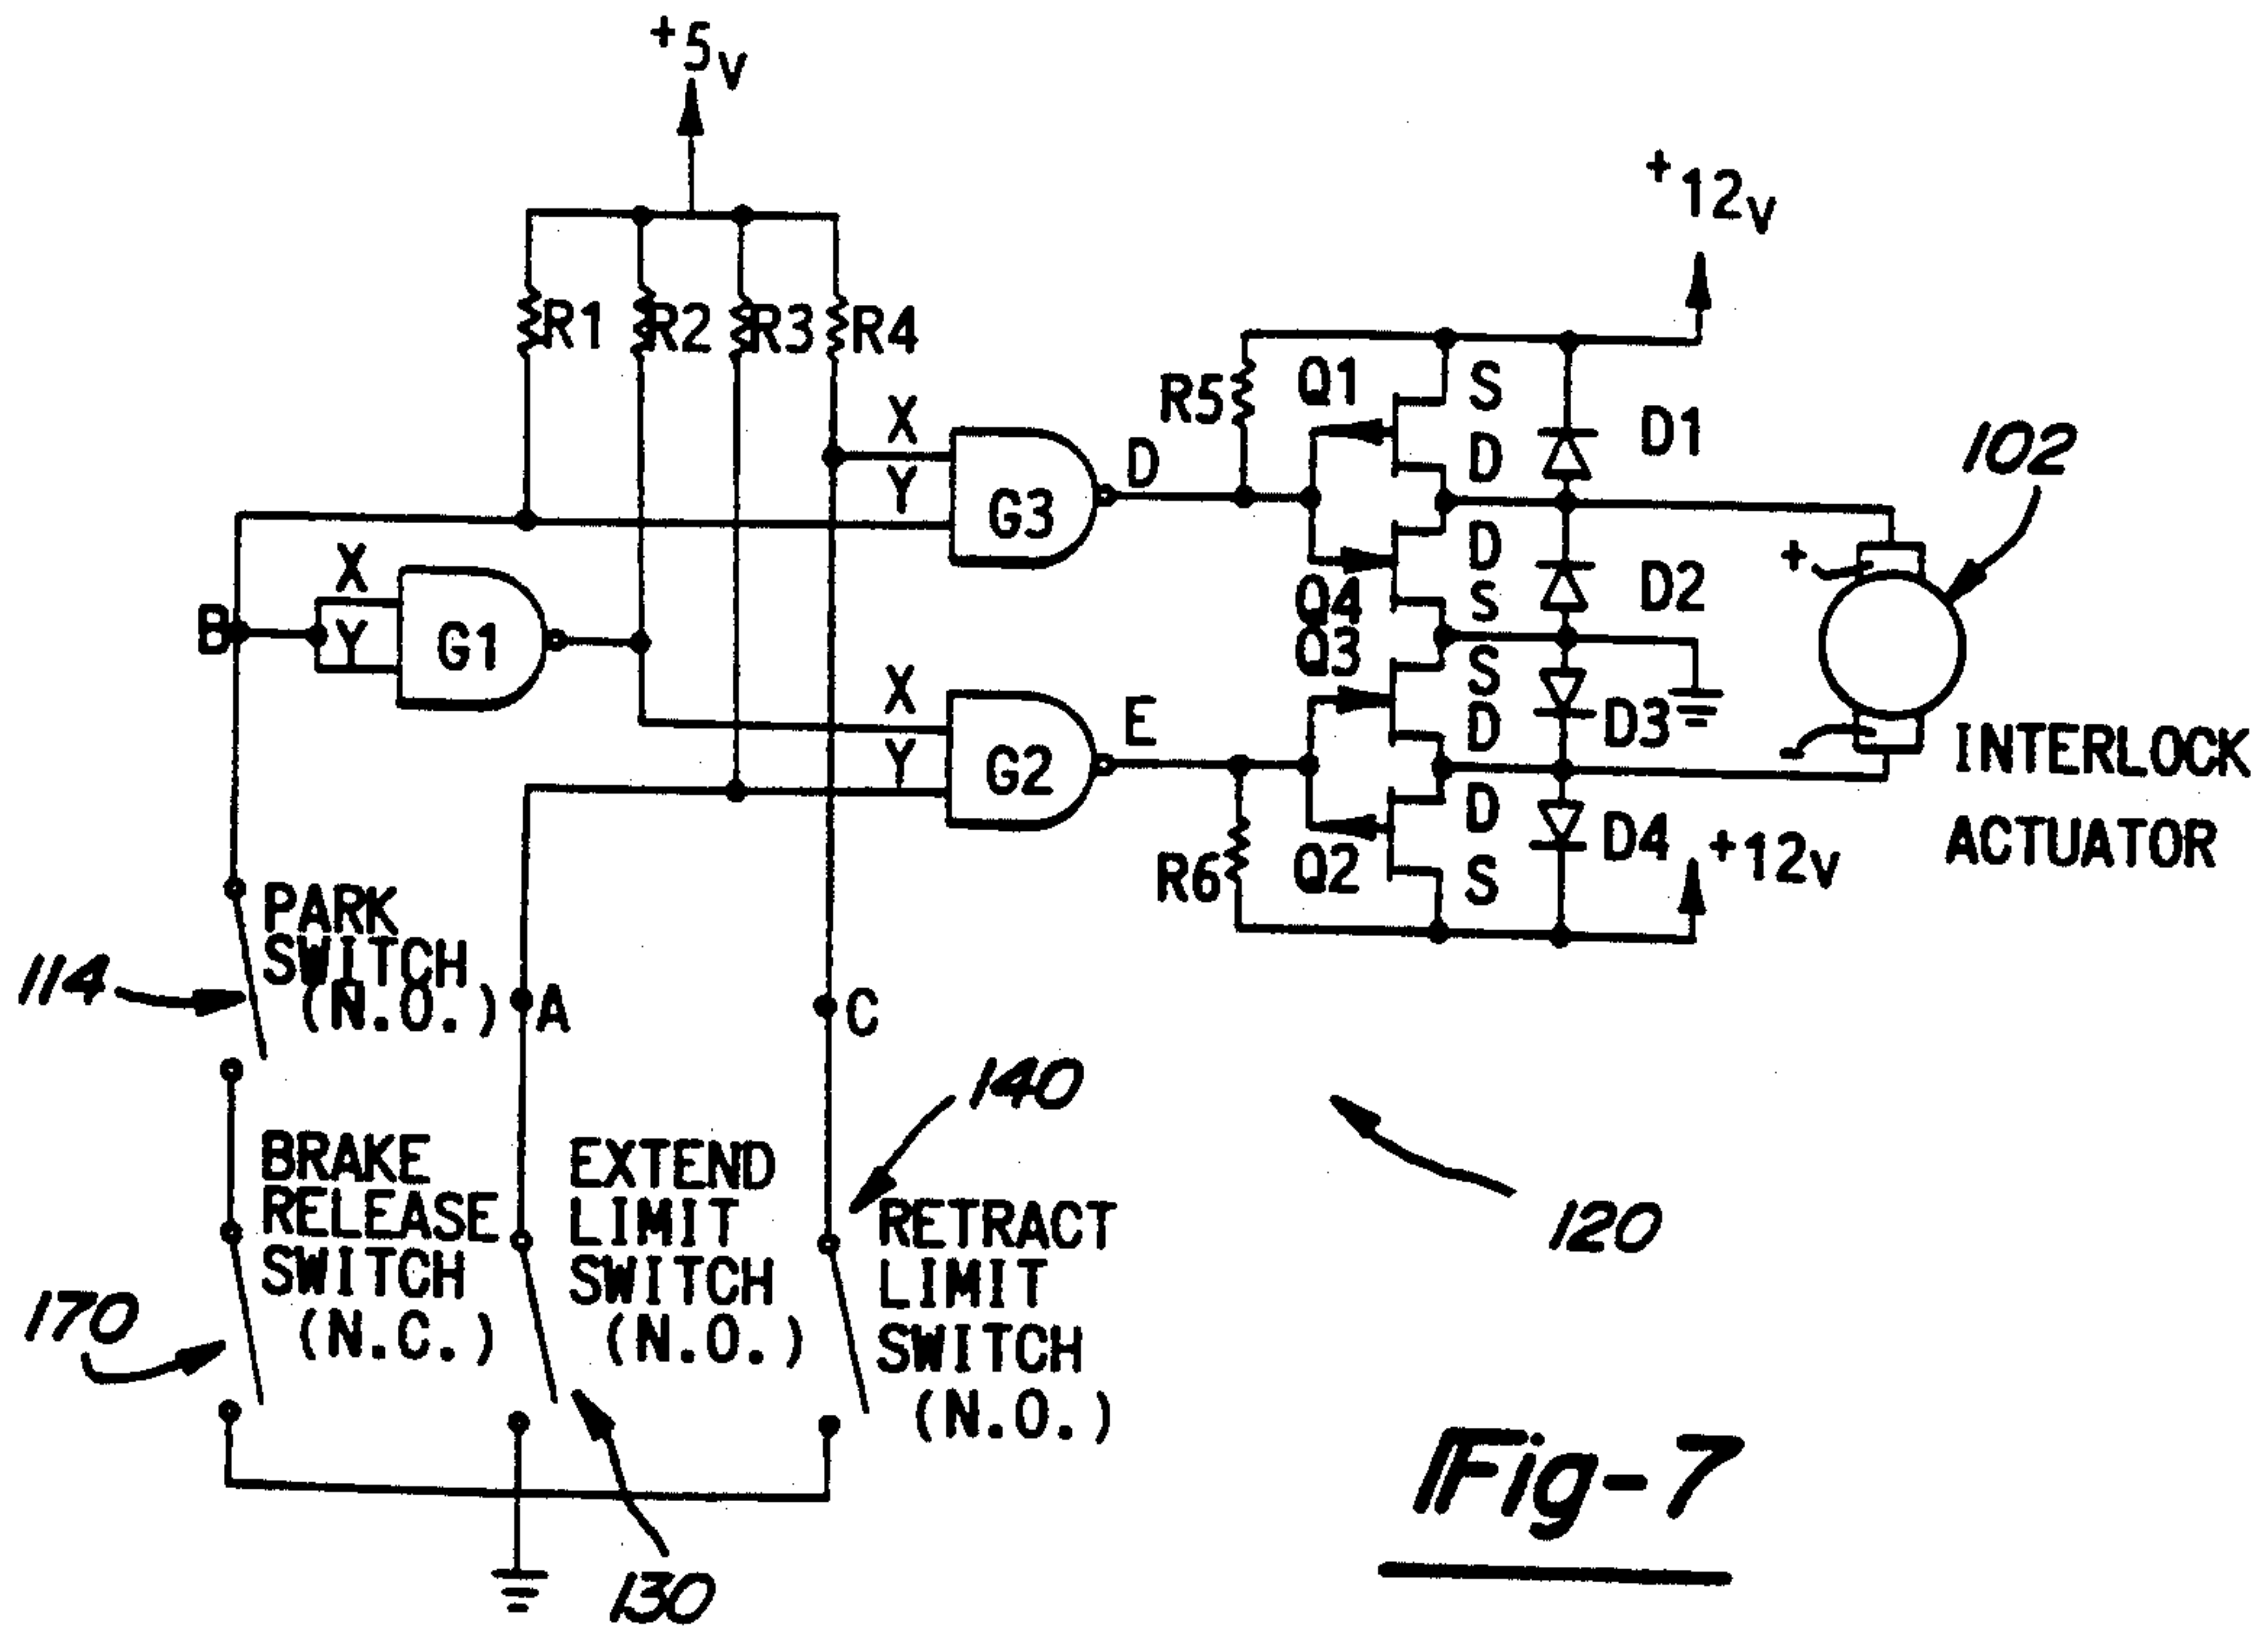 +5V
+12V
R1 R2 R3 R4
X
Y
G3
D
R5
Q1
S
D
D1
102
D
S
D2
Q4
Q3
+
B
X
Y
G1
X
Y
G2
E
S
D
D3
-
INTERLOCK
ACTUATOR
R6
Q2
D
S
D4
+12V
PARK
SWITCH
(N.O.)
114
A
C
140
BRAKE
RELEASE
SWITCH
(N.C.)
170
EXTEND
LIMIT
SWITCH
(N.O.)
130
RETRACT
LIMIT
SWITCH
(N.O.)
120
Fig-7